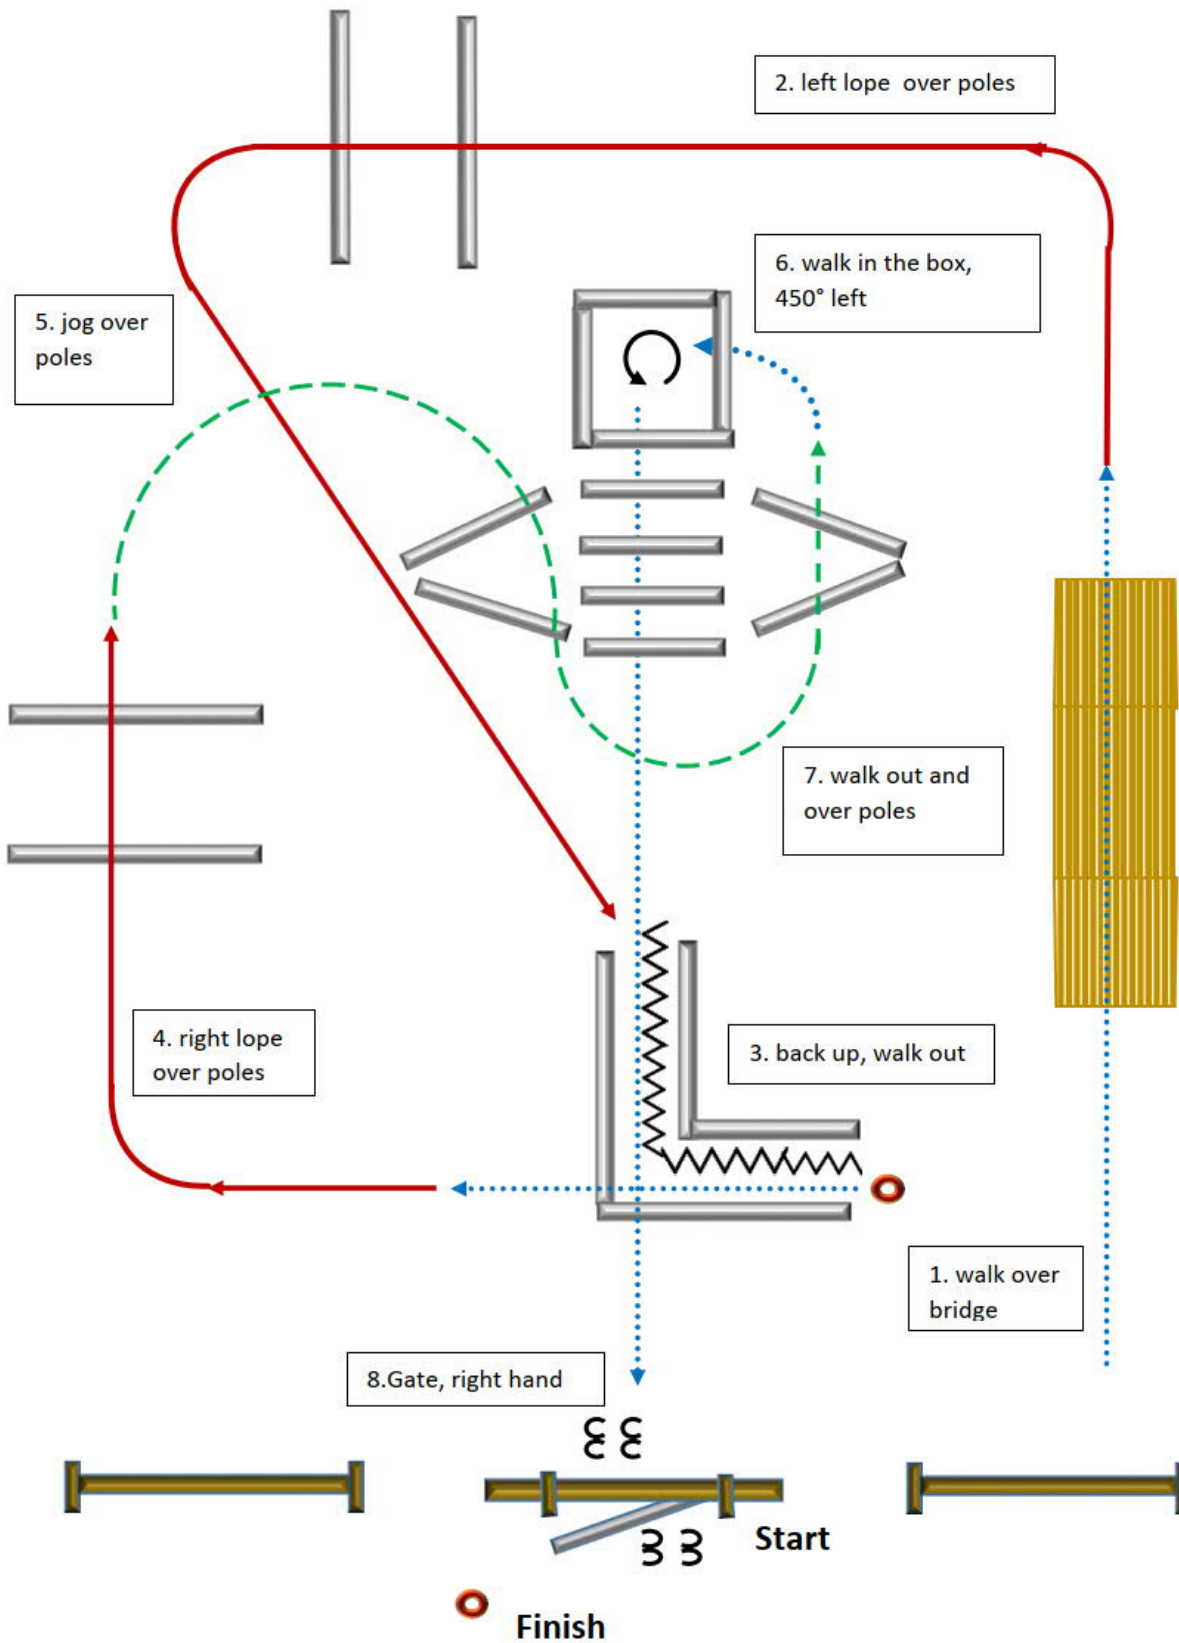 2. left lope  over poles
6. walk in the box,
450° left
5. jog over
poles
7. walk out and
over poles
4. right lope
over poles
3. back up, walk out
1. walk over
bridge
8.Gate, right hand
Start
Finish